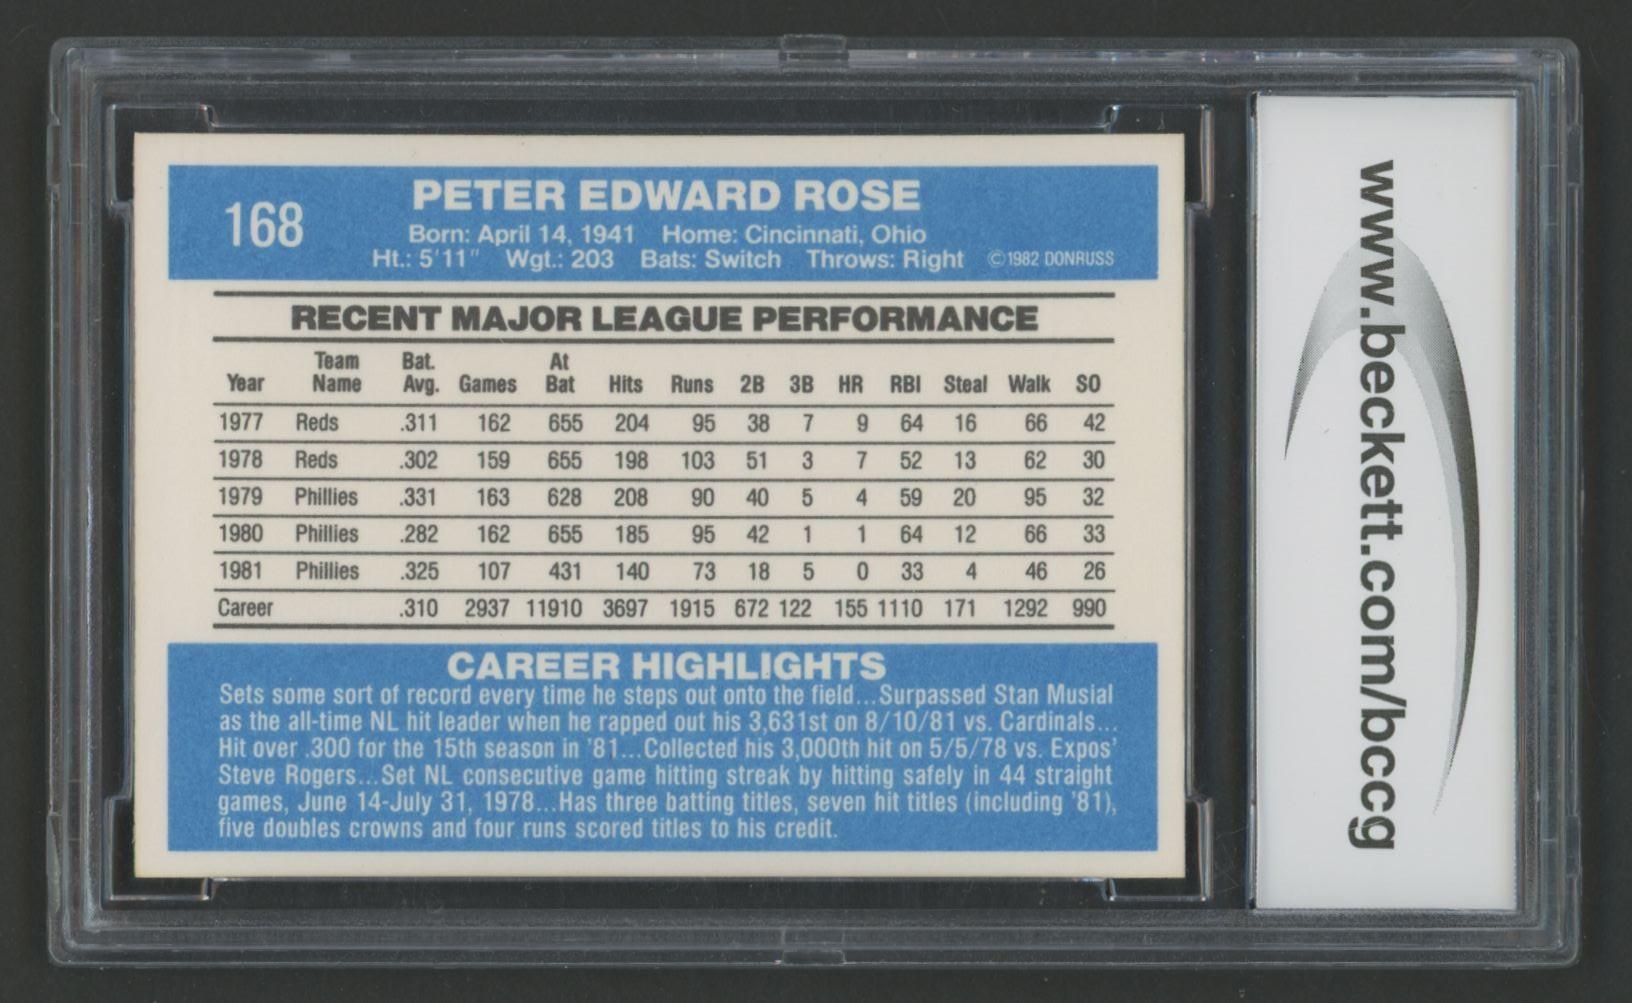 168
PETER EDWARD ROSE
Born: April 14, 1941 Home: Cincinnati, Ohio
Ht.: 5'11" Wgt.: 203 Bats: Switch Throws: Right ©1982 DONRUSS
RECENT MAJOR LEAGUE PERFORMANCE
Year Team Name Bat. Avg. Games At Bat Hits Runs 2B 3B HR RBI Steal Walk SO
1977 Reds .311 162 655 204 95 38 7 9 64 16 66 42
1978 Reds .302 159 655 198 103 51 3 7 52 13 62 30
1979 Phillies .331 163 628 208 90 40 5 4 59 20 95 32
1980 Phillies .282 162 655 185 95 42 1 1 64 12 66 33
1981 Phillies .325 107 431 140 73 18 5 0 33 4 46 26
Career .310 2937 11910 3697 1915 672 122 155 1110 171 1292 990
CAREER HIGHLIGHTS
Sets some sort of record every time he steps out onto the field...Surpassed Stan Musial
as the all-time NL hit leader when he rapped out his 3,631st on 8/10/81 vs. Cardinals...
Hit over .300 for the 15th season in '81...Collected his 3,000th hit on 5/5/78 vs. Expos'
Steve Rogers...Set NL consecutive game hitting streak by hitting safely in 44 straight
games, June 14-July 31, 1978...Has three batting titles, seven hit titles (including '81),
five doubles crowns and four runs scored titles to his credit.
www.beckett.com/bccg